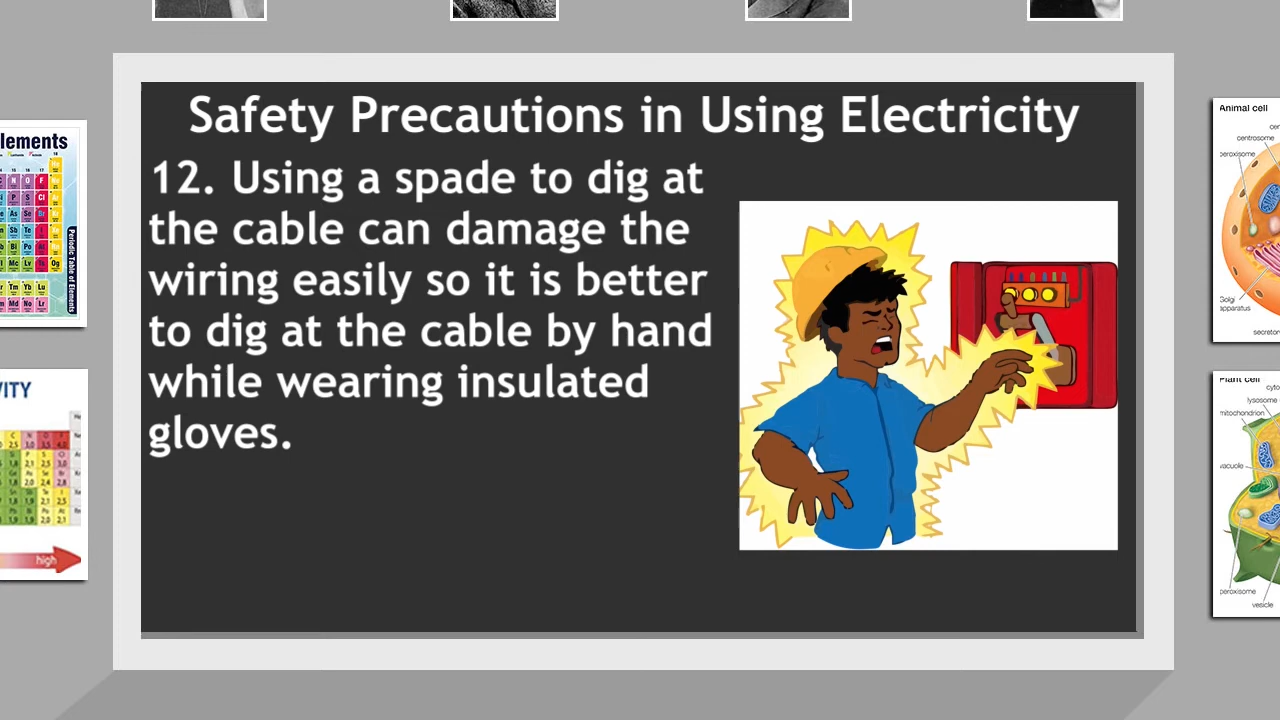 Safety Precautions in Using Electricity
12. Using a spade to dig at
the cable can damage the
wiring easily so it is better
to dig at the cable by hand
while wearing insulated
gloves.
lements
Periodic Table of Elements
VITY
high
Animal cell
centrosome
peroxisome
Golgi
apparatus
Plant cell
lysosome
mitochondrion
vacuole
peroxisome
vesicle